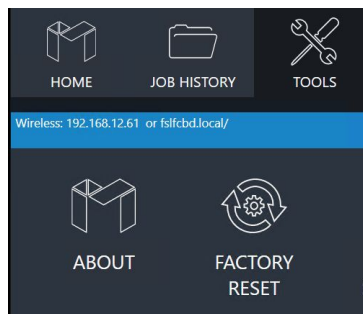 HOME JOB HISTORY TOOLS
Wireless: 192.168.12.61 or fslfcbd.local/
ABOUT FACTORY
RESET